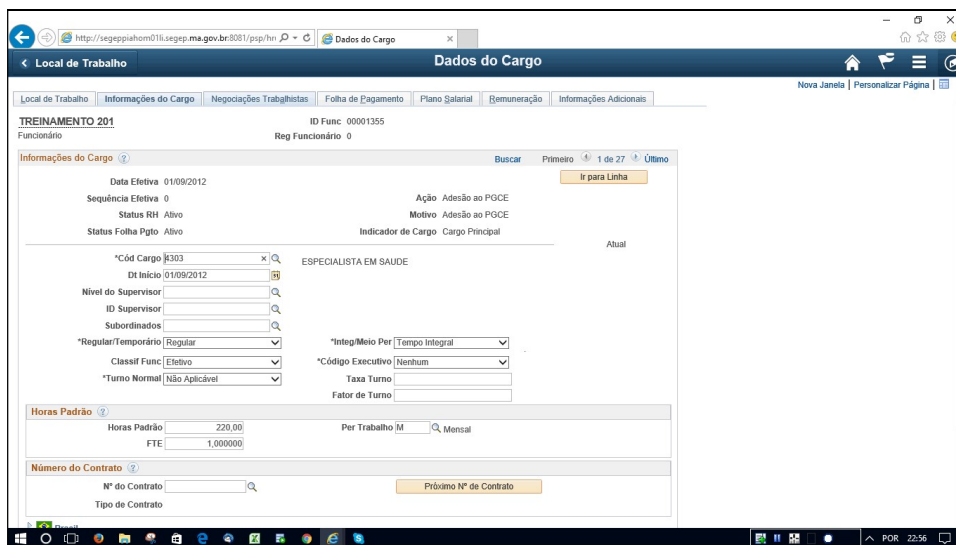 http://segeppiahom01li.segep.ma.gov.br:8081/psp/hn
Dados do Cargo
Local de Trabalho
Dados do Cargo
Nova Janela | Personalizar Página |
Local de Trabalho Informações do Cargo Negociações Trabalhistas Folha de Pagamento Plano Salarial Remuneração Informações Adicionais
TREINAMENTO 201 ID Func 00001355
Funcionário Reg Funcionário 0
Informações do Cargo Buscar Primeiro 1 de 27 Último
Ir para Linha
Data Efetiva 01/09/2012
Sequência Efetiva 0 Ação Adesão ao PGCE
Status RH Ativo Motivo Adesão ao PGCE
Status Folha Pgto Ativo Indicador de Cargo Cargo Principal
Atual
*Cód Cargo 4303 ESPECIALISTA EM SAUDE
Dt Início 01/09/2012
Nível do Supervisor
ID Supervisor
Subordinados
*Regular/Temporário Regular *Integ/Meio Per Tempo Integral
Classif Func Efetivo *Código Executivo Nenhum
*Turno Normal Não Aplicável Taxa Turno
Fator de Turno
Horas Padrão
Horas Padrão 220,00 Per Trabalho M Mensal
FTE 1,000000
Número do Contrato
Nº do Contrato Próximo Nº de Contrato
Tipo de Contrato
Brasil
POR 22:56